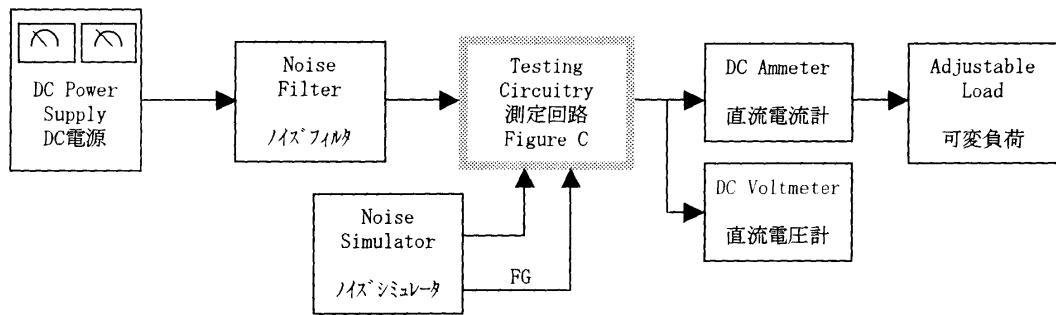 DC Power
Supply
DC電源
Noise
Filter
ﾉｲｽﾞﾌｨﾙﾀ
Testing
Circuitry
測定回路
Figure C
DC Ammeter
直流電流計
Adjustable
Load
可変負荷
DC Voltmeter
直流電圧計
Noise
Simulator
ﾉｲｽﾞｼﾐｭﾚｰﾀ
FG